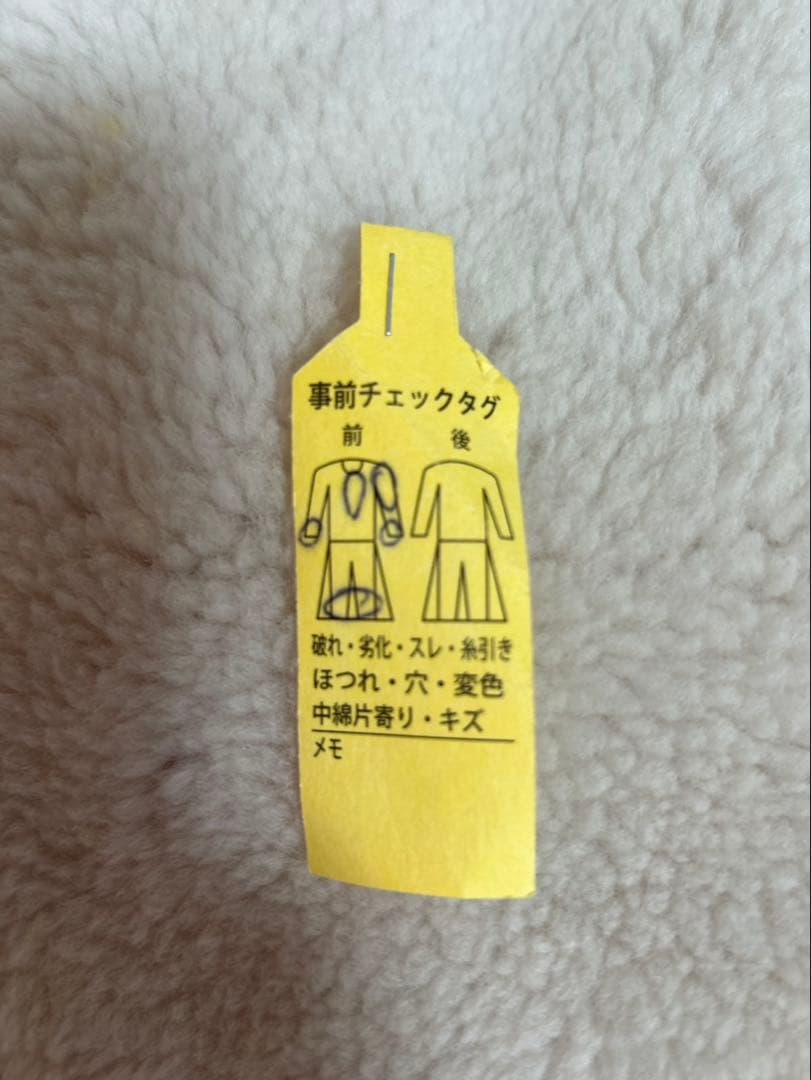 事前チェックタグ
前 後
破れ・劣化・スレ・糸引き
ほつれ・穴・変色
中綿片寄り・キズ
メモ